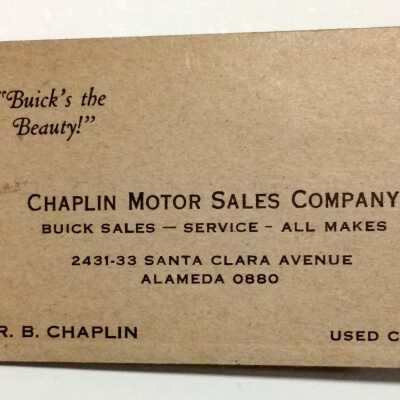 "Buick's the
Beauty!"
CHAPLIN MOTOR SALES COMPANY
BUICK SALES — SERVICE - ALL MAKES
2431-33 SANTA CLARA AVENUE
ALAMEDA 0880
R. B. CHAPLIN
USED C